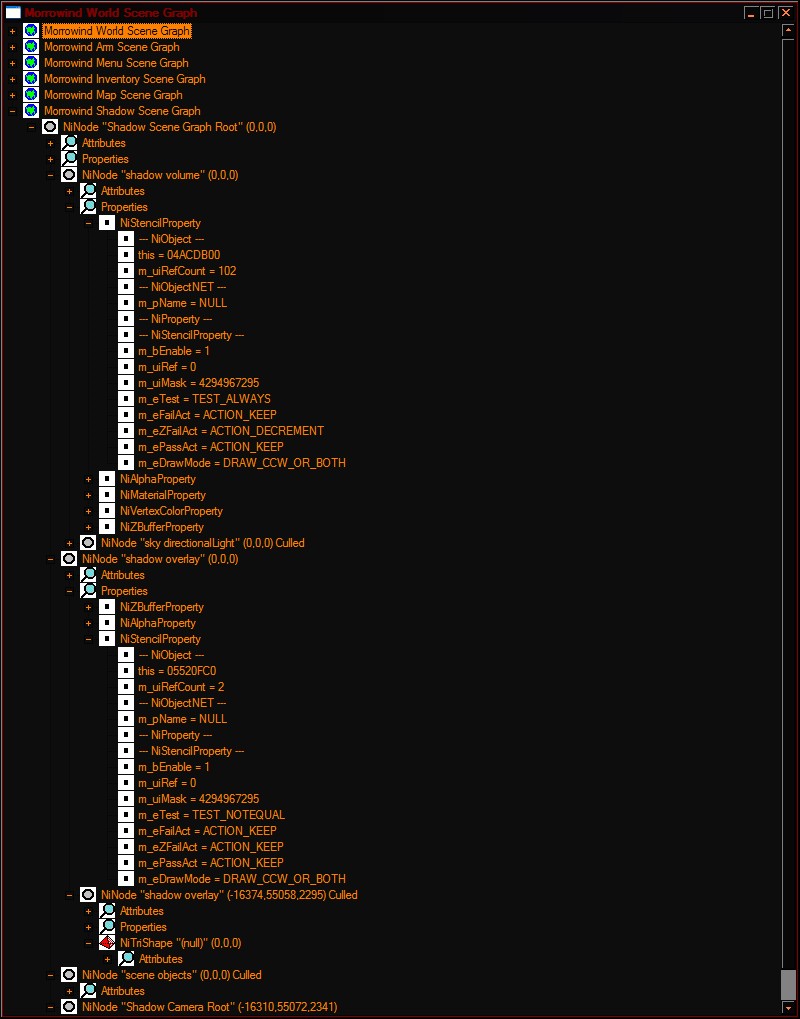 Morrowind World Scene Graph
Morrowind World Scene Graph
Morrowind Arm Scene Graph
Morrowind Menu Scene Graph
Morrowind Inventory Scene Graph
Morrowind Map Scene Graph
Morrowind Shadow Scene Graph
NiNode "Shadow Scene Graph Root" (0,0,0)
Attributes
Properties
NiNode "shadow volume" (0,0,0)
Attributes
Properties
NiStencilProperty
--- NiObject ---
this = 04ACDB00
m_uiRefCount = 102
--- NiObjectNET ---
m_pName = NULL
--- NiProperty ---
--- NiStencilProperty ---
m_bEnable = 1
m_uiRef = 0
m_uiMask = 4294967295
m_eTest = TEST_ALWAYS
m_eFailAct = ACTION_KEEP
m_eZFailAct = ACTION_DECREMENT
m_ePassAct = ACTION_KEEP
m_eDrawMode = DRAW_CCW_OR_BOTH
NiAlphaProperty
NiMaterialProperty
NiVertexColorProperty
NiZBufferProperty
NiNode "sky directionalLight" (0,0,0) Culled
NiNode "shadow overlay" (0,0,0)
Attributes
Properties
NiZBufferProperty
NiAlphaProperty
NiStencilProperty
--- NiObject ---
this = 05520FC0
m_uiRefCount = 2
--- NiObjectNET ---
m_pName = NULL
--- NiProperty ---
--- NiStencilProperty ---
m_bEnable = 1
m_uiRef = 0
m_uiMask = 4294967295
m_eTest = TEST_NOTEQUAL
m_eFailAct = ACTION_KEEP
m_eZFailAct = ACTION_KEEP
m_ePassAct = ACTION_KEEP
m_eDrawMode = DRAW_CCW_OR_BOTH
NiNode "shadow overlay" (-16374,55058,2295) Culled
Attributes
Properties
NiTriShape "(null)" (0,0,0)
Attributes
NiNode "scene objects" (0,0,0) Culled
Attributes
NiNode "Shadow Camera Root" (-16310,55072,2341)